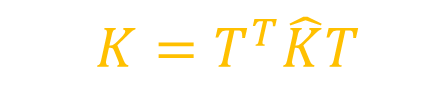 K = T^T K̂ T